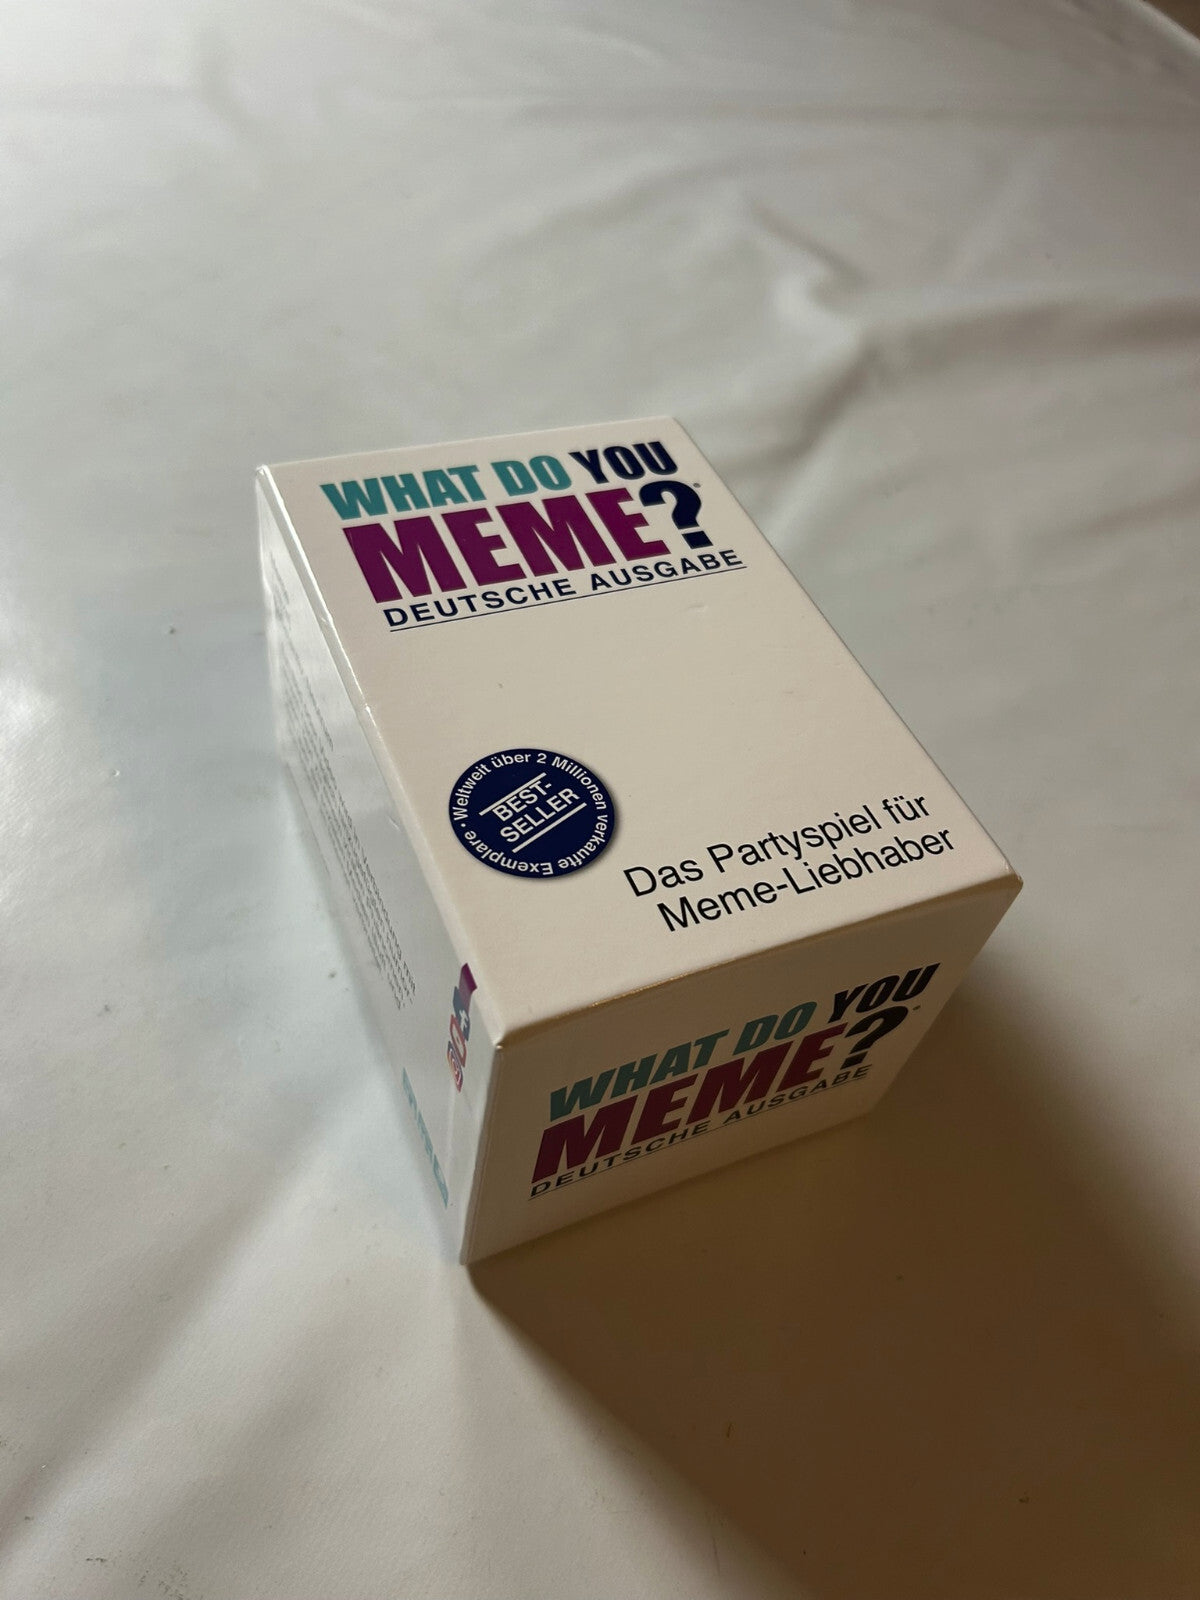 WHAT DO YOU
MEME?
DEUTSCHE AUSGABE
• Weltweit über 2 Millionen verkaufte Exemplare
BEST-
SELLER
Das Partyspiel für
Meme-Liebhaber
WHAT DO YOU
MEME?
DEUTSCHE AUSGABE